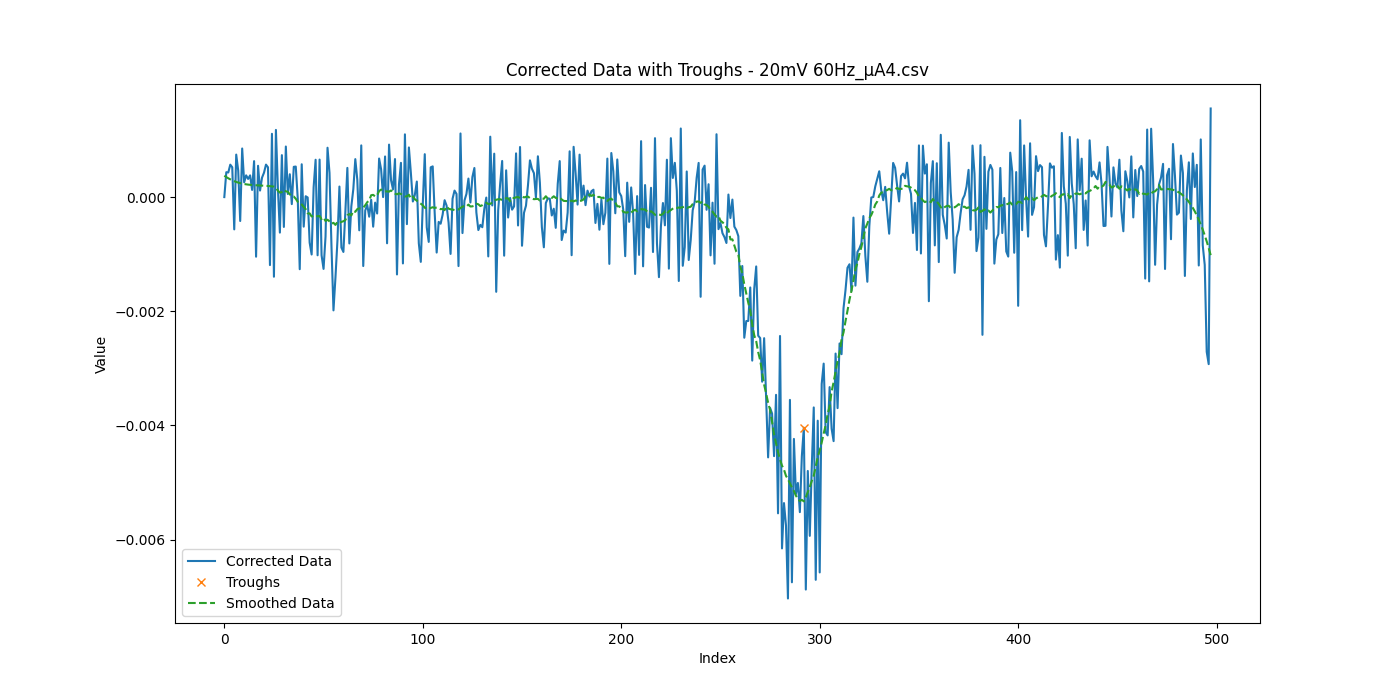 Corrected Data with Troughs - 20mV 60Hz_µA4.csv
0.000
−0.002
−0.004
−0.006
Value
Corrected Data
Troughs
Smoothed Data
0 100 200 300 400 500
Index